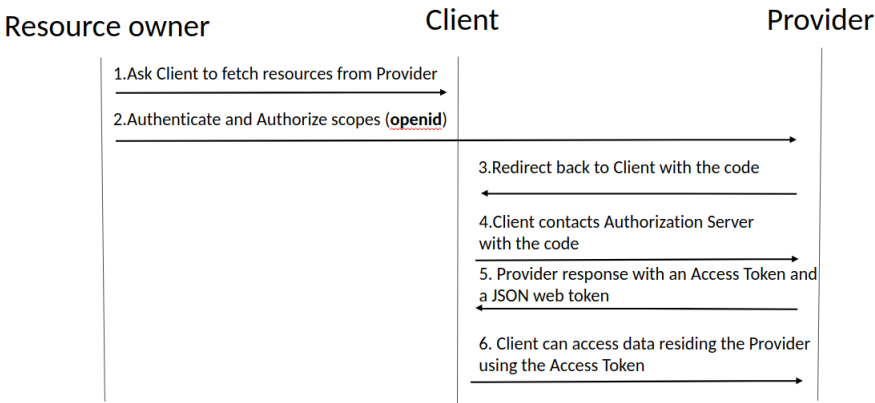 Resource owner
Client
Provider
1.Ask Client to fetch resources from Provider
2.Authenticate and Authorize scopes (openid)
3.Redirect back to Client with the code
4.Client contacts Authorization Server
with the code
5. Provider response with an Access Token and
a JSON web token
6. Client can access data residing the Provider
using the Access Token